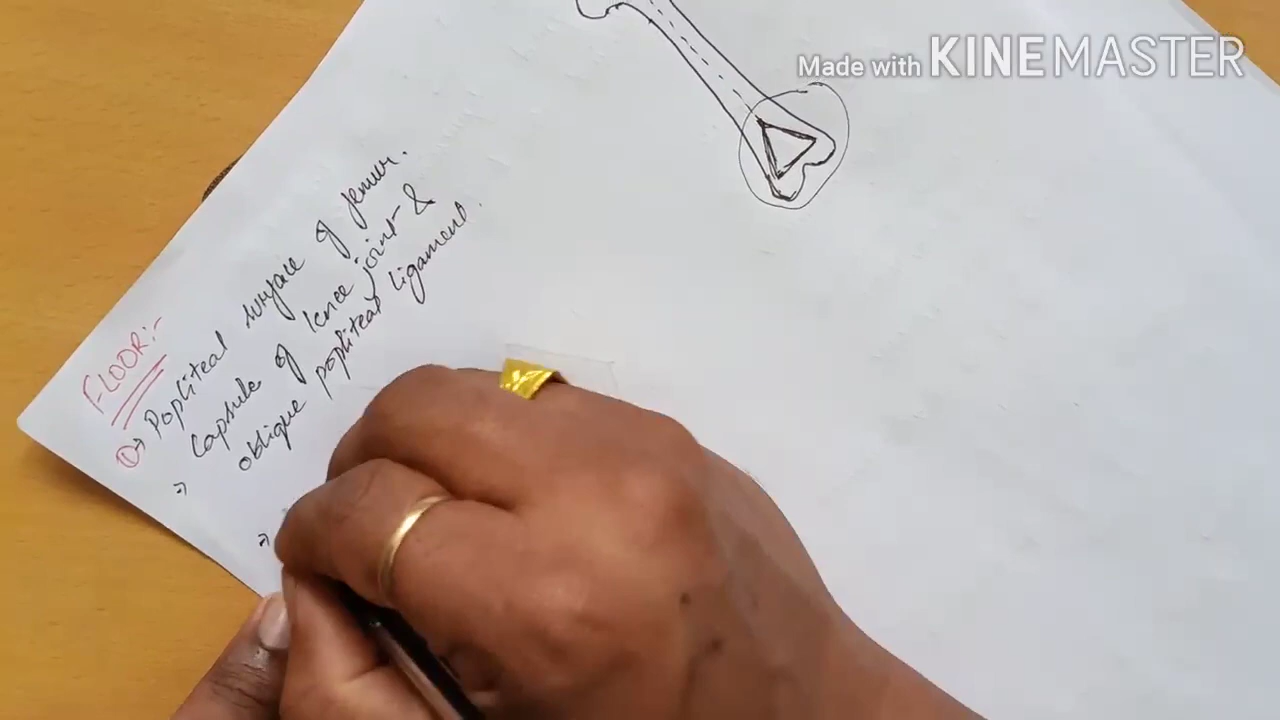 Made with KINEMASTER
FLOOR:-
① → Popliteal surface of femur.
→ Capsule of knee joint &
oblique popliteal ligament.
→